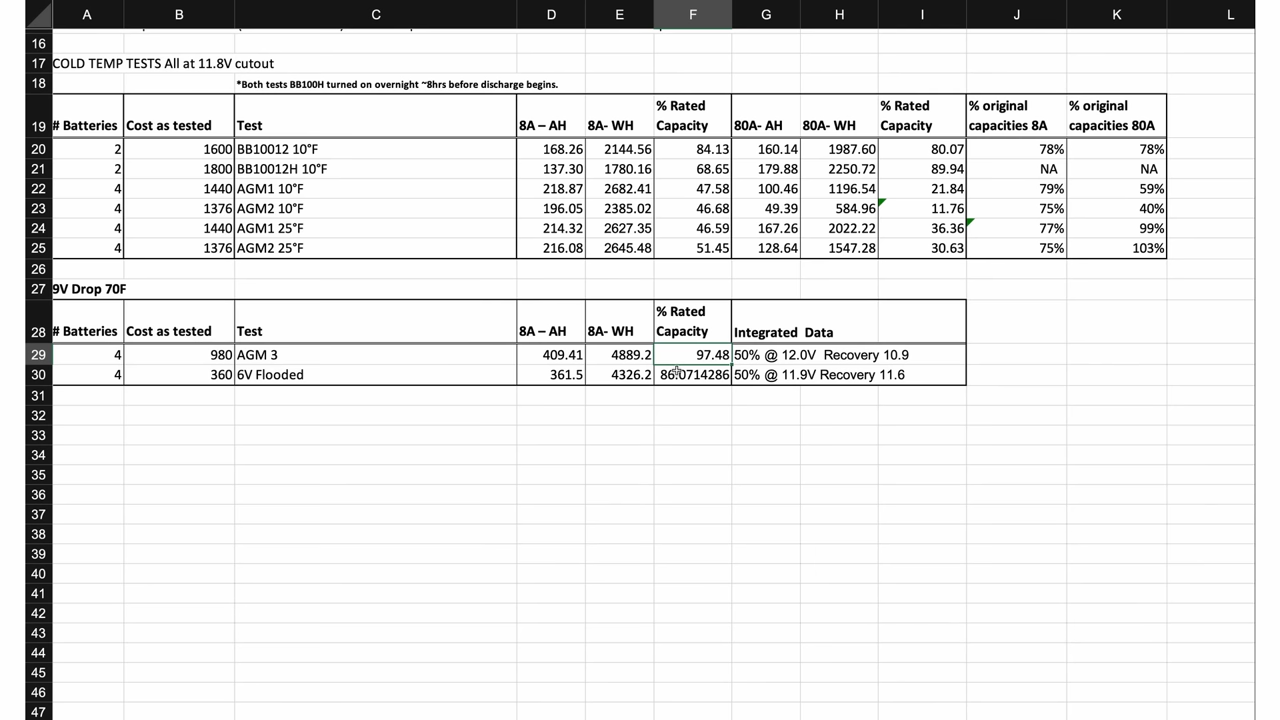 A B C D E F G H I J K L
16
17 COLD TEMP TESTS All at 11.8V cutout
18 *Both tests BB100H turned on overnight ~8hrs before discharge begins.
19 # Batteries Cost as tested Test 8A – AH 8A- WH % Rated Capacity 80A- AH 80A- WH % Rated Capacity % original capacities 8A % original capacities 80A
20 2 1600 BB10012 10°F 168.26 2144.56 84.13 160.14 1987.60 80.07 78% 78%
21 2 1800 BB10012H 10°F 137.30 1780.16 68.65 179.88 2250.72 89.94 NA NA
22 4 1440 AGM1 10°F 218.87 2682.41 47.58 100.46 1196.54 21.84 79% 59%
23 4 1376 AGM2 10°F 196.05 2385.02 46.68 49.39 584.96 11.76 75% 40%
24 4 1440 AGM1 25°F 214.32 2627.35 46.59 167.26 2022.22 36.36 77% 99%
25 4 1376 AGM2 25°F 216.08 2645.48 51.45 128.64 1547.28 30.63 75% 103%
26
27 9V Drop 70F
28 # Batteries Cost as tested Test 8A – AH 8A- WH % Rated Capacity Integrated Data
29 4 980 AGM 3 409.41 4889.2 97.48 50% @ 12.0V Recovery 10.9
30 4 360 6V Flooded 361.5 4326.2 86.0714286 50% @ 11.9V Recovery 11.6
31
32
33
34
35
36
37
38
39
40
41
42
43
44
45
46
47